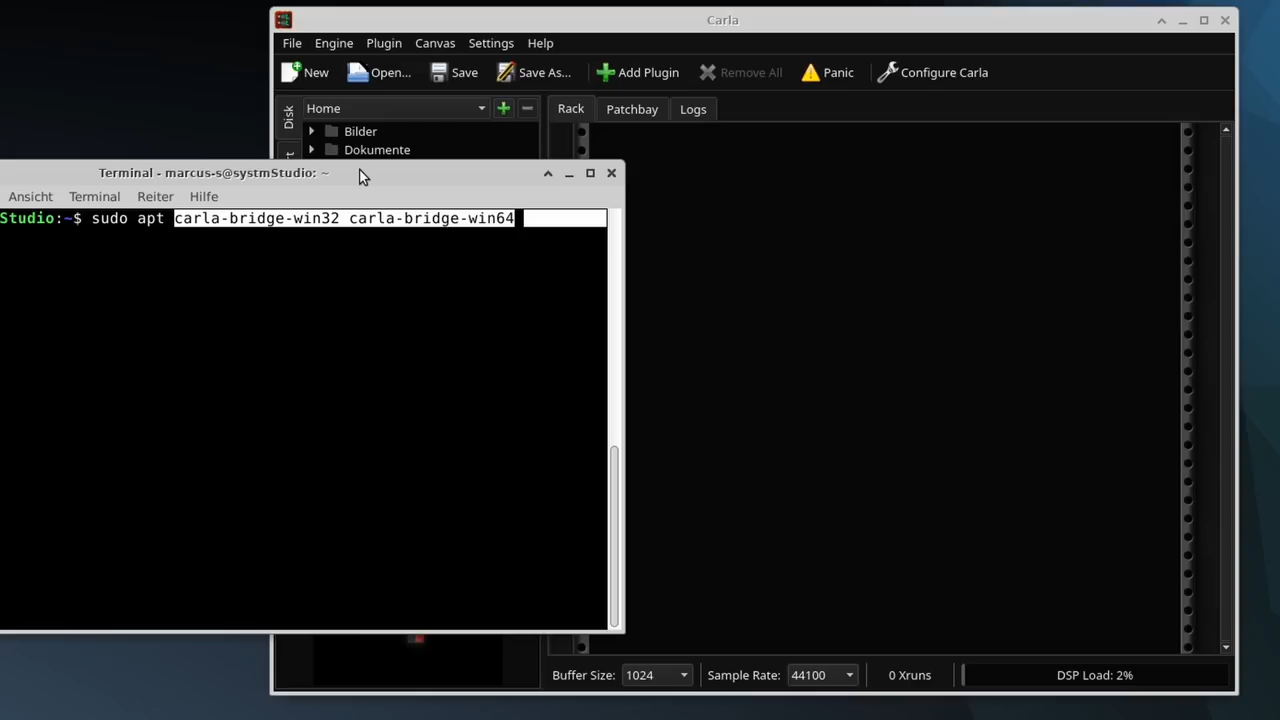 Carla
File Engine Plugin Canvas Settings Help
New Open... Save Save As... Add Plugin Remove All Panic Configure Carla
Disk
Home
Rack Patchbay Logs
Bilder
Dokumente
Terminal - marcus-s@systmStudio: ~
Ansicht Terminal Reiter Hilfe
Studio:~$ sudo apt carla-bridge-win32 carla-bridge-win64
Buffer Size: 1024 Sample Rate: 44100 0 Xruns DSP Load: 2%